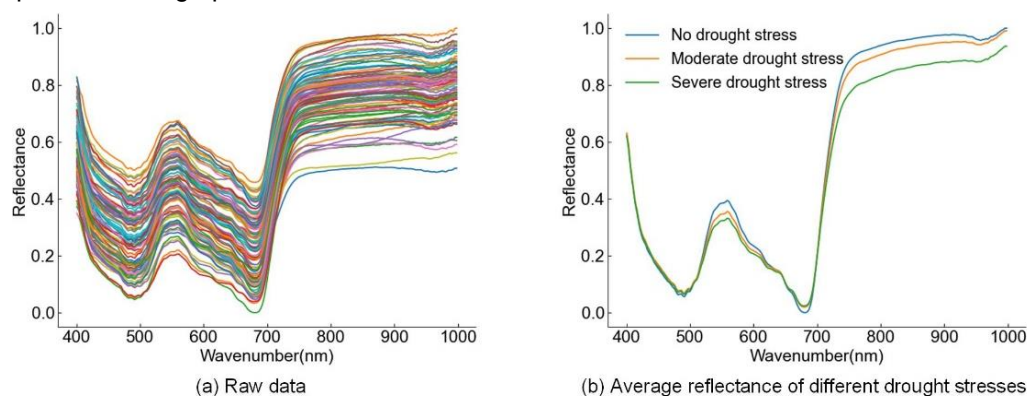 1.0
0.8
0.6
0.4
0.2
0.0
Reflectance
400 500 600 700 800 900 1000
Wavenumber(nm)
(a) Raw data
No drought stress
Moderate drought stress
Severe drought stress
1.0
0.8
0.6
0.4
0.2
0.0
Reflectance
400 500 600 700 800 900 1000
Wavenumber(nm)
(b) Average reflectance of different drought stresses